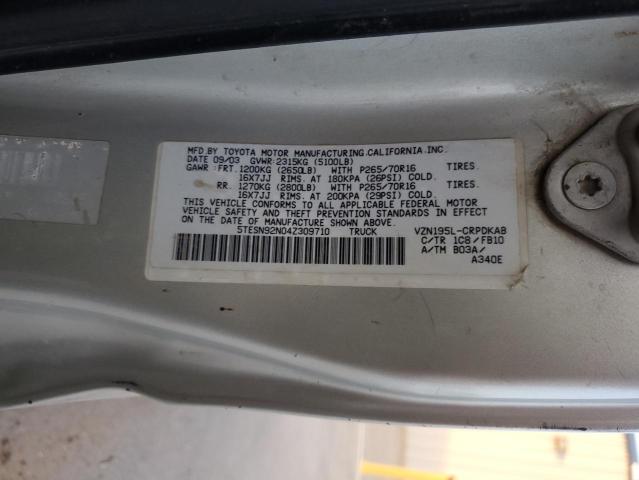 MFD.BY TOYOTA MOTOR MANUFACTURING,CALIFORNIA,INC.
DATE 09/03 GVWR:2315KG (5100LB)
GAWR : FRT. 1200KG (2650LB) WITH P265/70R16 TIRES.
16X7JJ RIMS. AT 180KPA (26PSI) COLD.
RR. 1270KG (2800LB) WITH P265/70R16 TIRES.
16X7JJ RIMS. AT 200KPA (29PSI) COLD.
THIS VEHICLE CONFORMS TO ALL APPLICABLE FEDERAL MOTOR
VEHICLE SAFETY AND THEFT PREVENTION STANDARDS IN EFFECT
ON THE DATE OF MANUFACTURE SHOWN ABOVE.
5TESN92N04Z309710 TRUCK VZN195L-CRPDKAB
C/TR 1C8 / FB10
A/TM B03A/
A340E